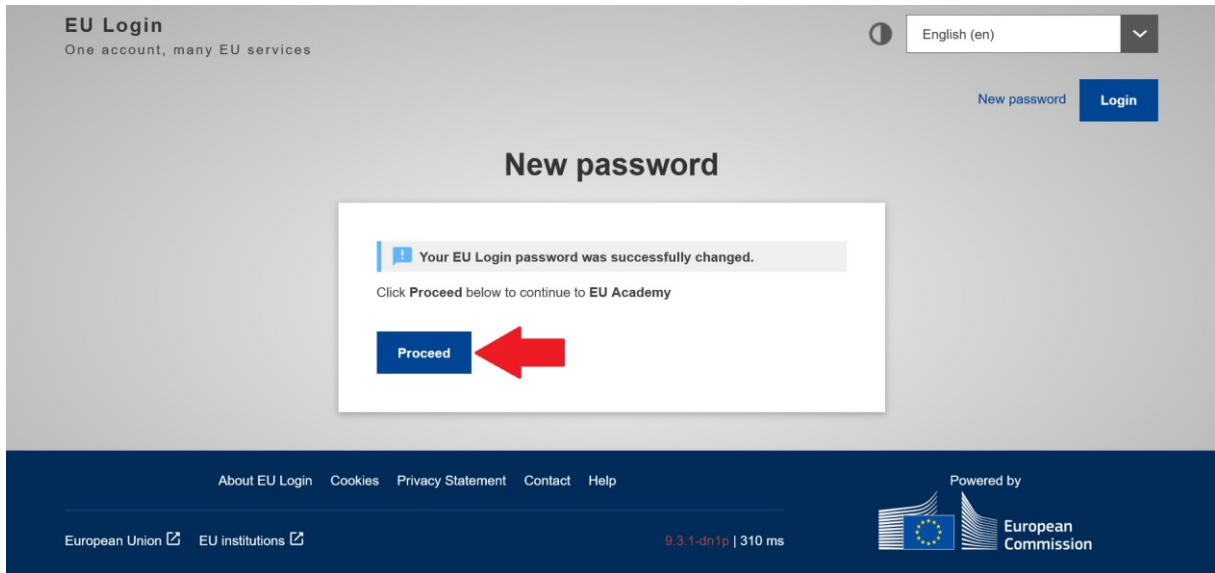 EU Login
One account, many EU services
English (en)
New password
Login
New password
Your EU Login password was successfully changed.
Click Proceed below to continue to EU Academy
Proceed
About EU Login Cookies Privacy Statement Contact Help
Powered by
European Union EU institutions
9.3.1-dn1p | 310 ms
European
Commission